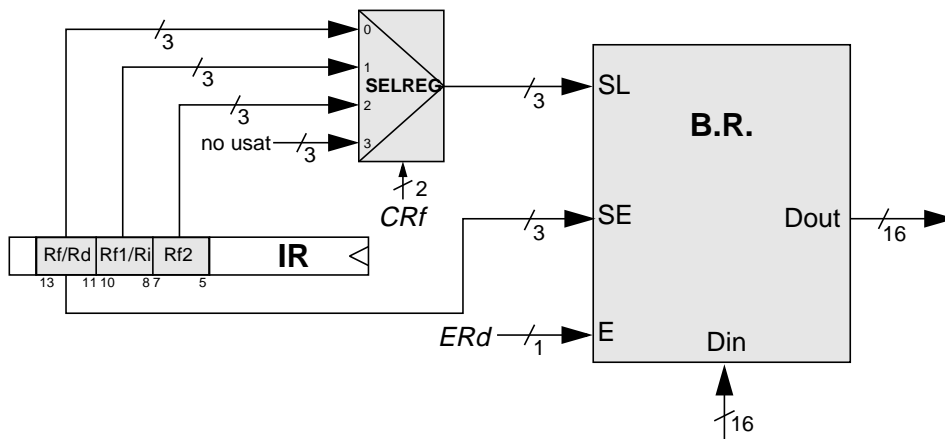 3
0
3
1
SELREG
3
2
no usat
3
3
3
SL
B.R.
2
CRf
3
SE
Dout
16
Rf/Rd
Rf1/Ri
Rf2
IR
13
11
10
8
7
5
ERd
1
E
Din
16